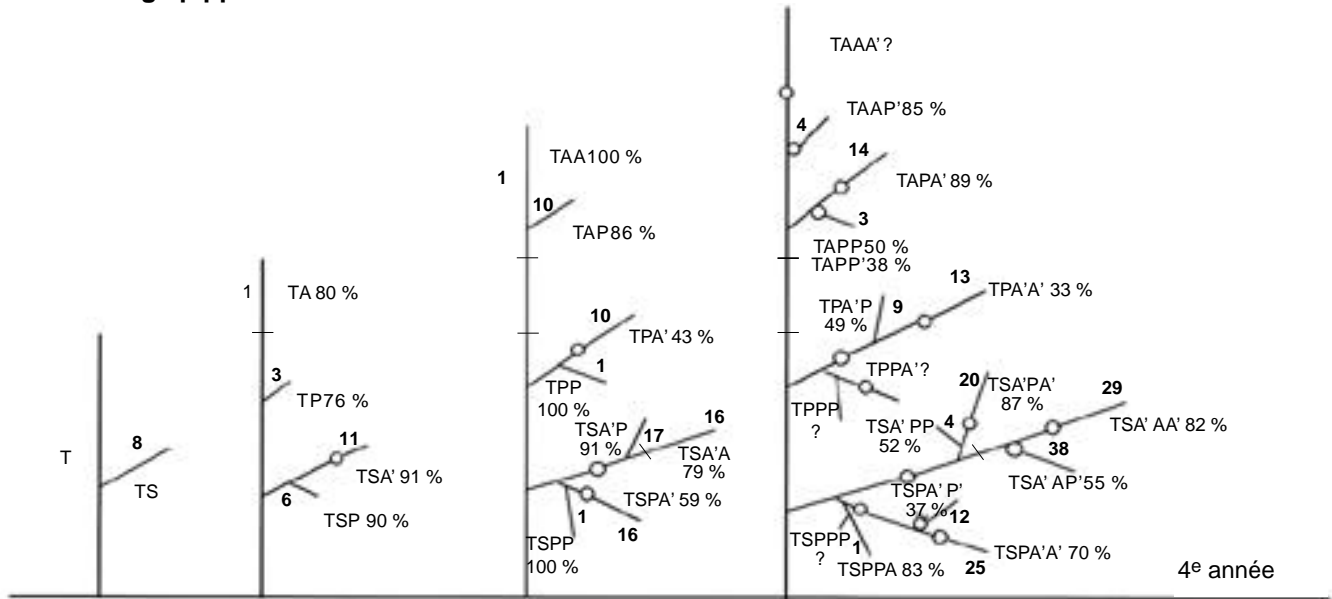 T
8
TS
1
TA 80 %
3
TP76 %
11
TSA' 91 %
6
TSP 90 %
1
TAA100 %
10
TAP86 %
10
TPA' 43 %
1
TPP
100 %
TSA'P
91 %
17
16
TSA'A
79 %
TSPA' 59 %
1
16
TSPP
100 %
TAAA' ?
4
TAAP'85 %
14
TAPA' 89 %
3
TAPP50 %
TAPP'38 %
13
TPA'A' 33 %
TPA'P
49 %
9
TPPA'?
TPPP
?
20
TSA'PA'
87 %
29
TSA' PP
52 %
4
TSA' AA' 82 %
38
TSA' AP'55 %
TSPA' P'
37 %
12
TSPPP
?
1
TSPA'A' 70 %
TSPPA 83 %
25
4e année